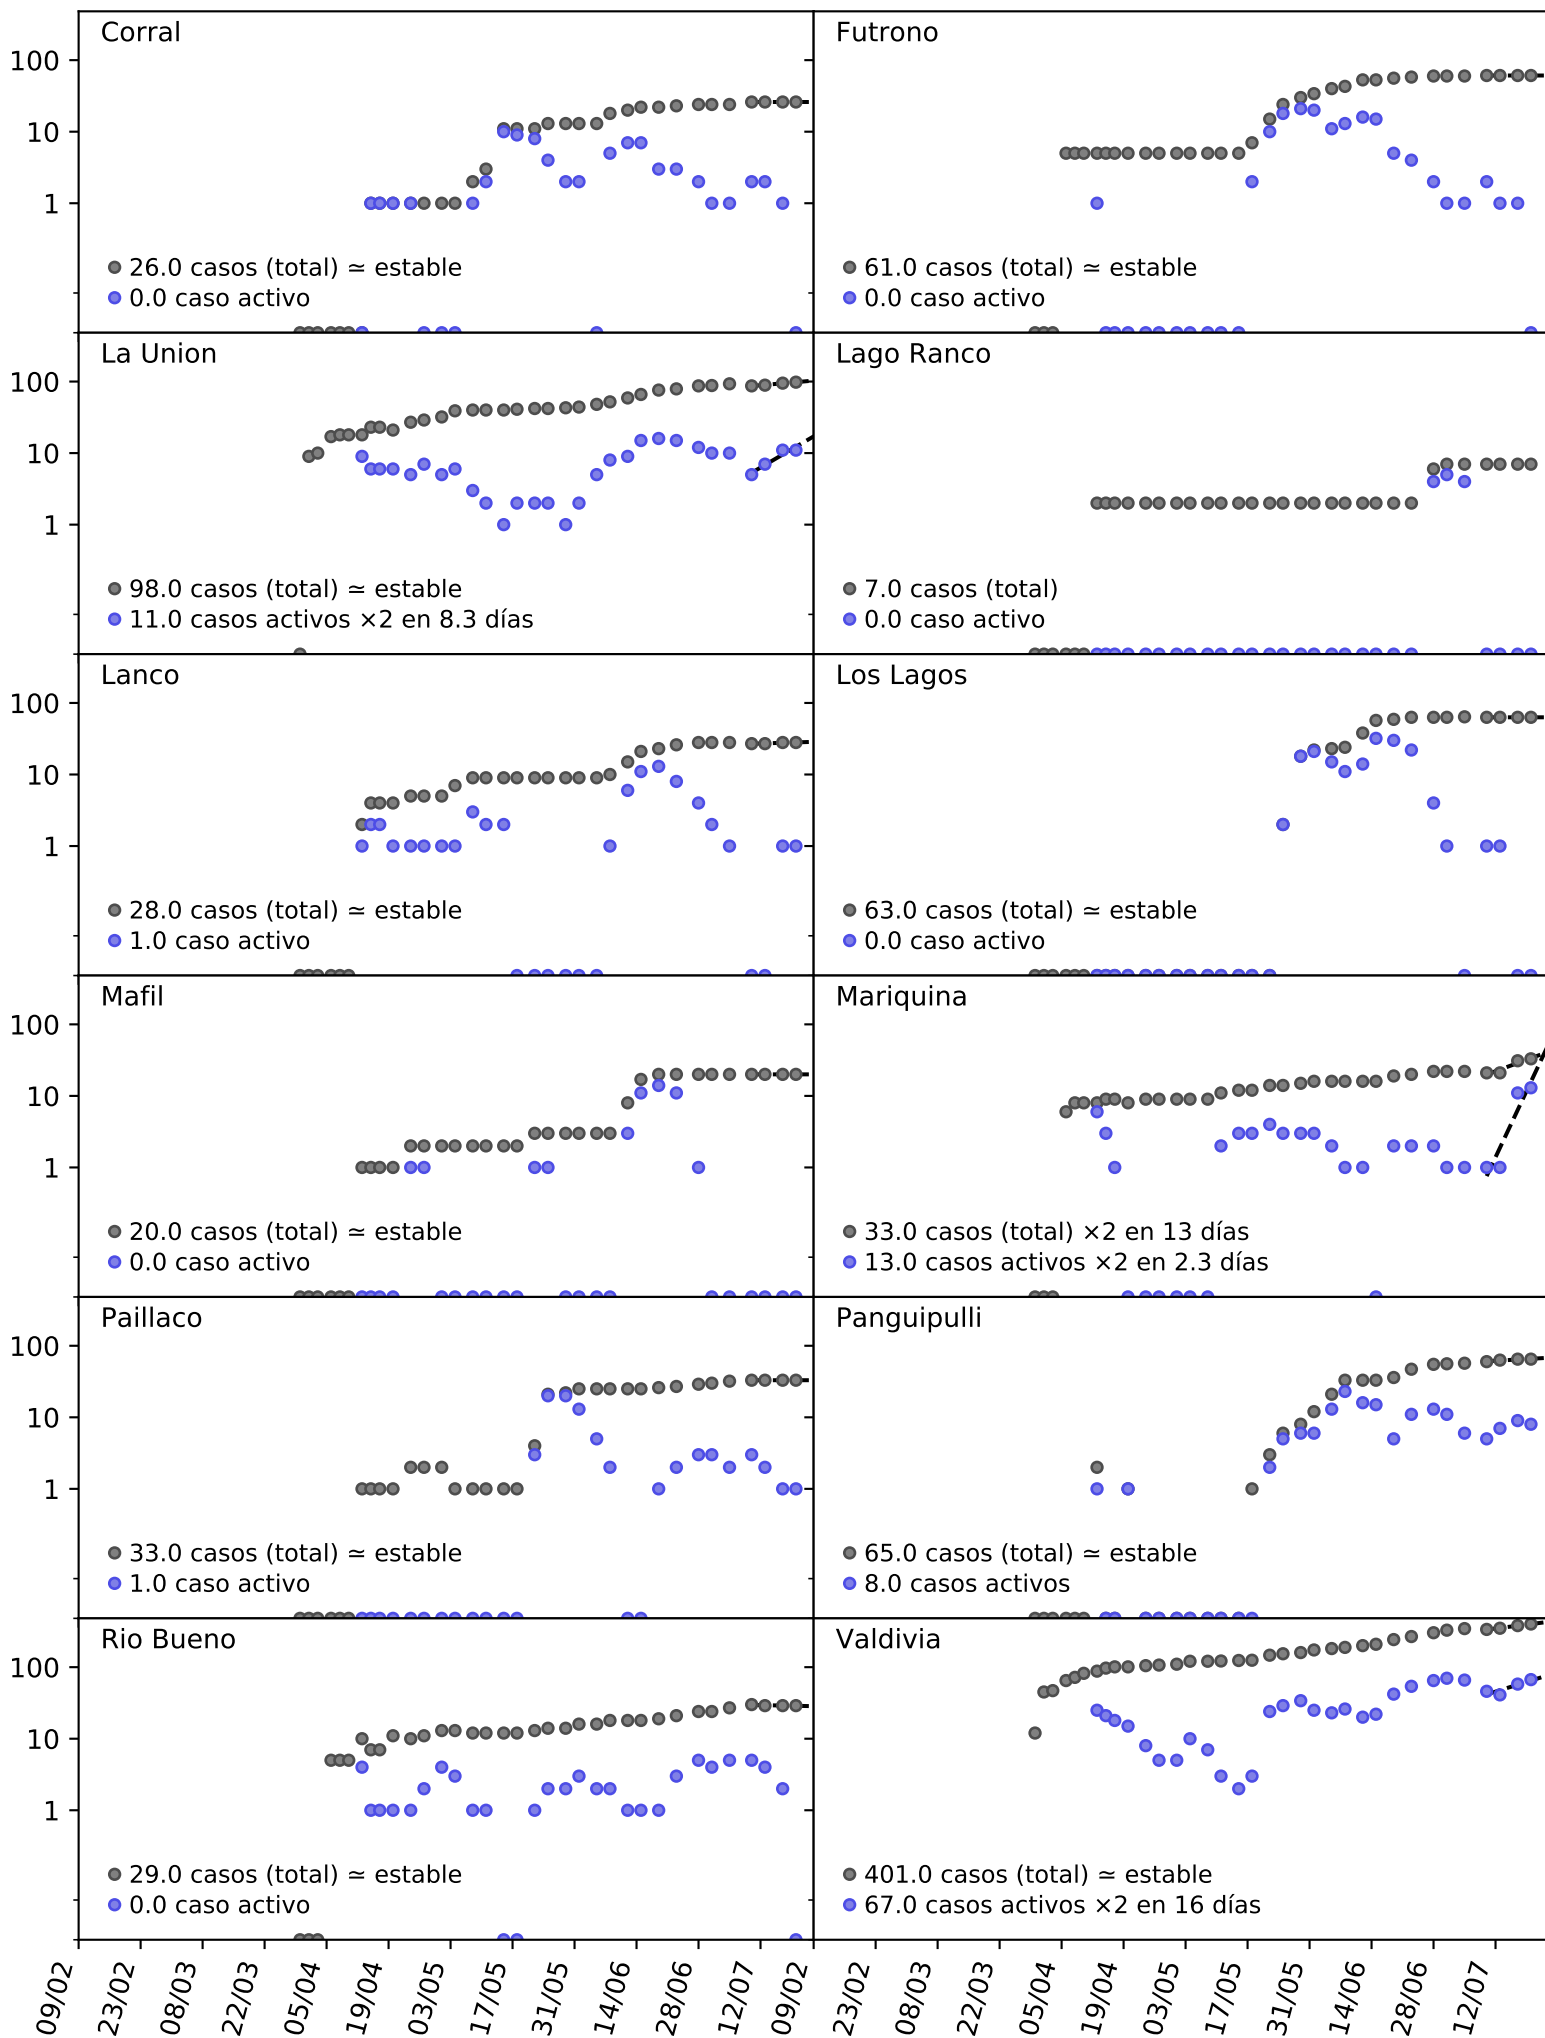 Corral
Futrono
100
10
1
26.0 casos (total) ≃ estable
0.0 caso activo
61.0 casos (total) ≃ estable
0.0 caso activo
La Union
Lago Ranco
100
10
1
98.0 casos (total) ≃ estable
11.0 casos activos ×2 en 8.3 días
7.0 casos (total)
0.0 caso activo
Lanco
Los Lagos
100
10
1
28.0 casos (total) ≃ estable
1.0 caso activo
63.0 casos (total) ≃ estable
0.0 caso activo
Mafil
Mariquina
100
10
1
20.0 casos (total) ≃ estable
0.0 caso activo
33.0 casos (total) ×2 en 13 días
13.0 casos activos ×2 en 2.3 días
Paillaco
Panguipulli
100
10
1
33.0 casos (total) ≃ estable
1.0 caso activo
65.0 casos (total) ≃ estable
8.0 casos activos
Rio Bueno
Valdivia
100
10
1
29.0 casos (total) ≃ estable
0.0 caso activo
401.0 casos (total) ≃ estable
67.0 casos activos ×2 en 16 días
09/02 23/02 08/03 22/03 05/04 19/04 03/05 17/05 31/05 14/06 28/06 12/07 09/02 23/02 08/03 22/03 05/04 19/04 03/05 17/05 31/05 14/06 28/06 12/07